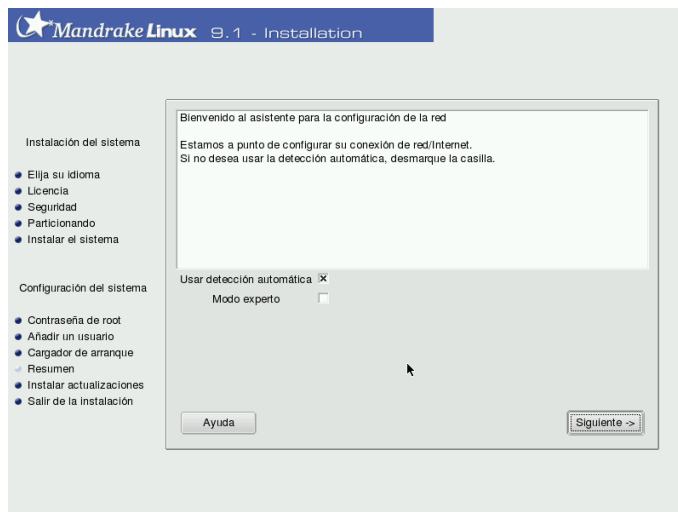 Mandrake Linux 9.1 - Installation
Instalación del sistema
Elija su idioma
Licencia
Seguridad
Particionando
Instalar el sistema
Configuración del sistema
Contraseña de root
Añadir un usuario
Cargador de arranque
Resumen
Instalar actualizaciones
Salir de la instalación
Bienvenido al asistente para la configuración de la red
Estamos a punto de configurar su conexión de red/Internet.
Si no desea usar la detección automática, desmarque la casilla.
Usar detección automática
Modo experto
Ayuda
Siguiente ->